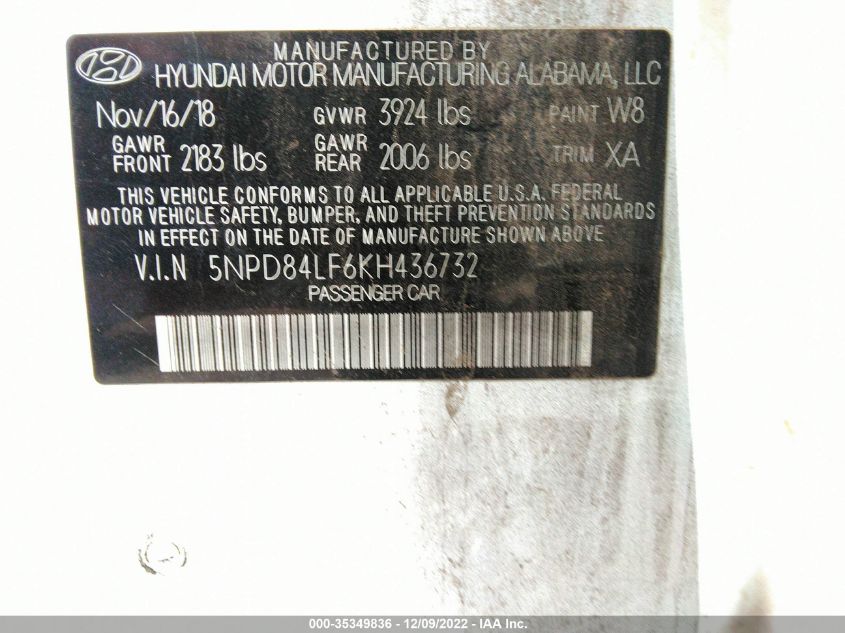 MANUFACTURED BY
HYUNDAI MOTOR MANUFACTURING ALABAMA, LLC
Nov/16/18 GVWR 3924 lbs PAINT W8
GAWR FRONT 2183 lbs GAWR REAR 2006 lbs TRIM XA
THIS VEHICLE CONFORMS TO ALL APPLICABLE U.S.A. FEDERAL
MOTOR VEHICLE SAFETY, BUMPER, AND THEFT PREVENTION STANDARDS
IN EFFECT ON THE DATE OF MANUFACTURE SHOWN ABOVE
V.I.N 5NPD84LF6KH436732
PASSENGER CAR
000-35349836 - 12/09/2022 - IAAI.com